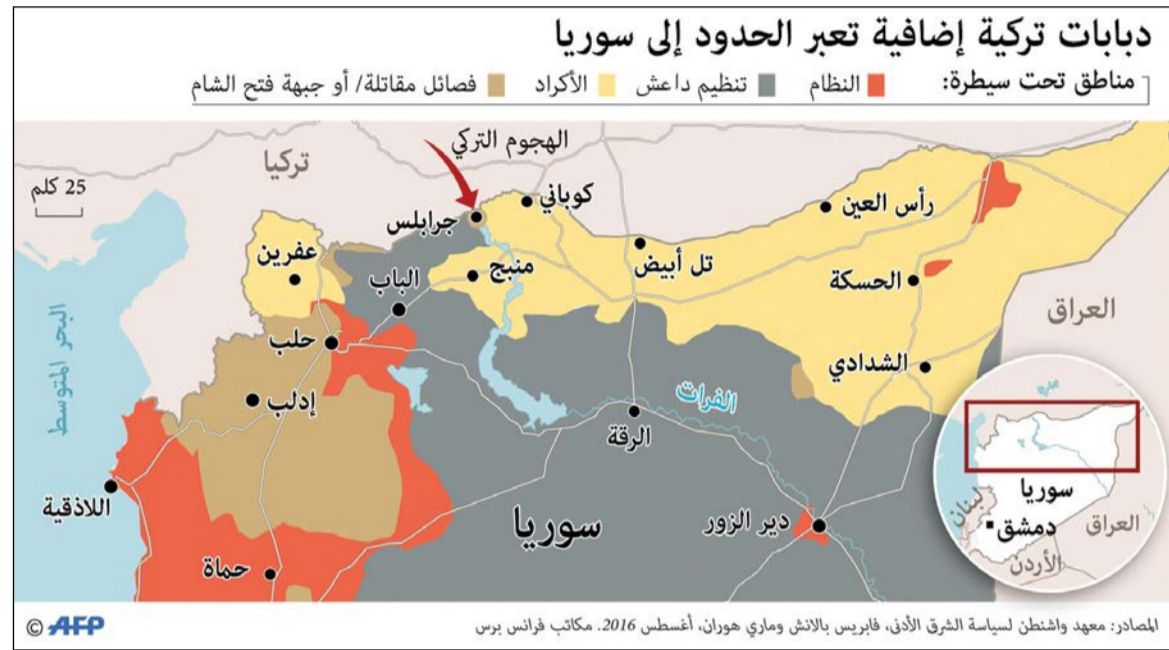 دبابات تركية إضافية تعبر الحدود إلى سوريا
مناطق تحت سيطرة: النظام تنظيم داعش الأكراد فصائل مقاتلة/ أو جبهة فتح الشام
الهجوم التركي
تركيا
25 كلم
كوباني
جرابلس
رأس العين
عفرين
منبج
تل أبيض
الباب
الحسكة
العراق
البحر المتوسط
حلب
الشدادي
إدلب
الفرات
الرقة
اللاذقية
سوريا
دير الزور
حماة
سوريا
لبنان
دمشق
العراق
الأردن
المصادر: معهد واشنطن لسياسة الشرق الأدنى، فابريس بالانش وماري هوران، أغسطس 2016. مكاتب فرانس برس
© AFP